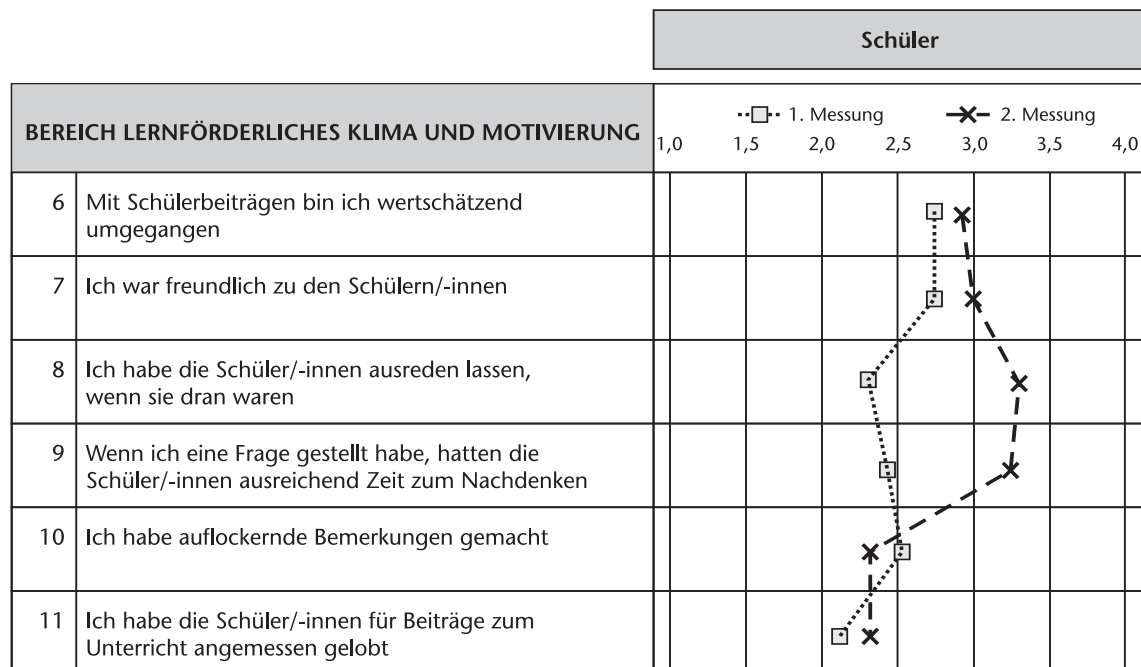 Schüler
BEREICH LERNFÖRDERLICHES KLIMA UND MOTIVIERUNG
1. Messung 2. Messung
1,0 1,5 2,0 2,5 3,0 3,5 4,0
6 Mit Schülerbeiträgen bin ich wertschätzend
umgegangen
7 Ich war freundlich zu den Schülern/-innen
8 Ich habe die Schüler/-innen ausreden lassen,
wenn sie dran waren
9 Wenn ich eine Frage gestellt habe, hatten die
Schüler/-innen ausreichend Zeit zum Nachdenken
10 Ich habe auflockernde Bemerkungen gemacht
11 Ich habe die Schüler/-innen für Beiträge zum
Unterricht angemessen gelobt